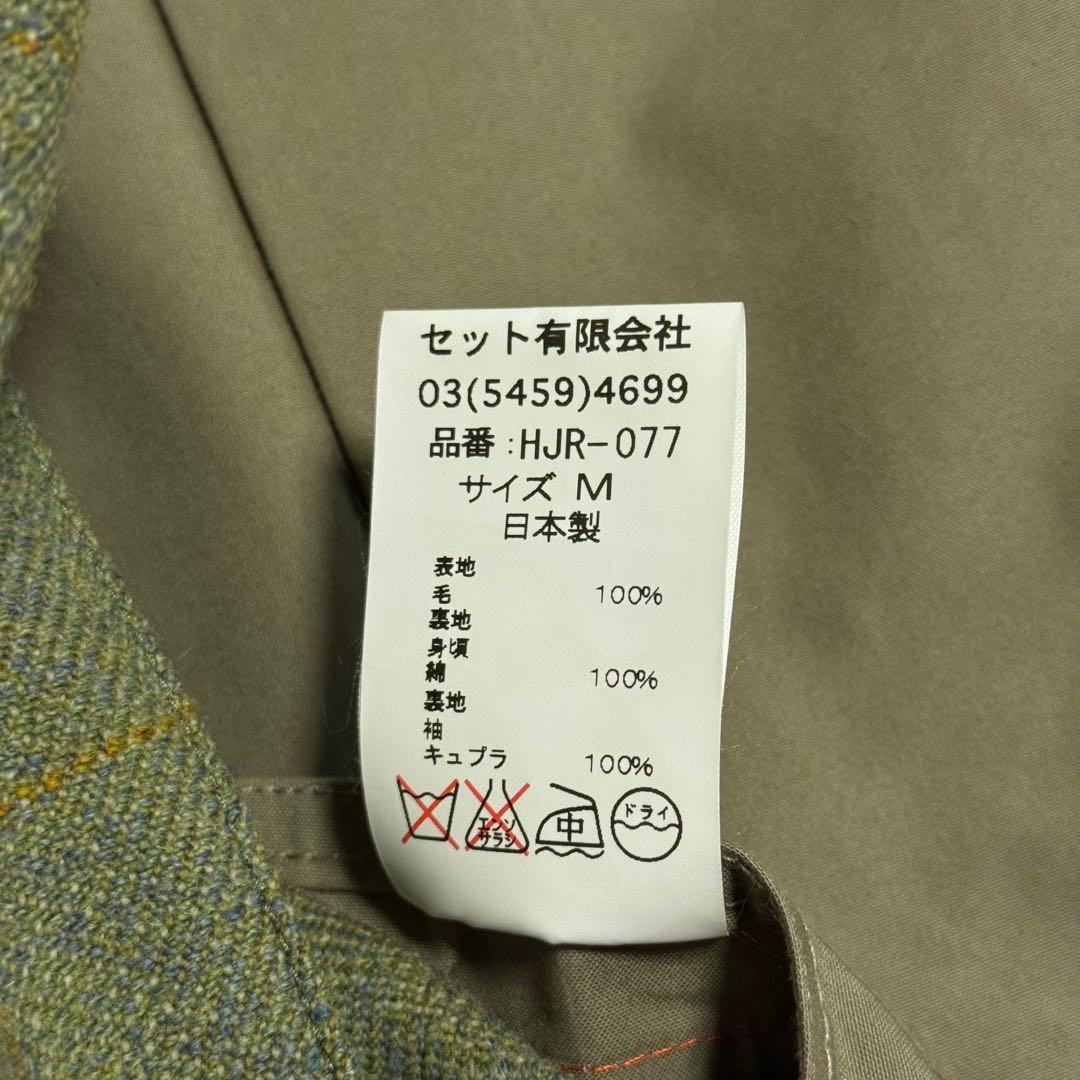 セット有限会社
03(5459)4699
品番:HJR-077
サイズ M
日本製
表地
毛 100%
裏地
身頃
綿 100%
裏地
袖
キュプラ 100%
エンソ
サラシ
中
ドライ